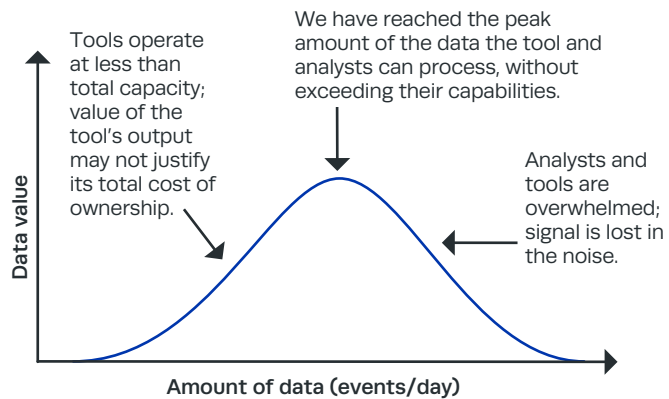 We have reached the peak
amount of the data the tool and
analysts can process, without
exceeding their capabilities.
Tools operate
at less than
total capacity;
value of the
tool's output
may not justify
its total cost of
ownership.
Analysts and
tools are
overwhelmed;
signal is lost in
the noise.
Data value
Amount of data (events/day)